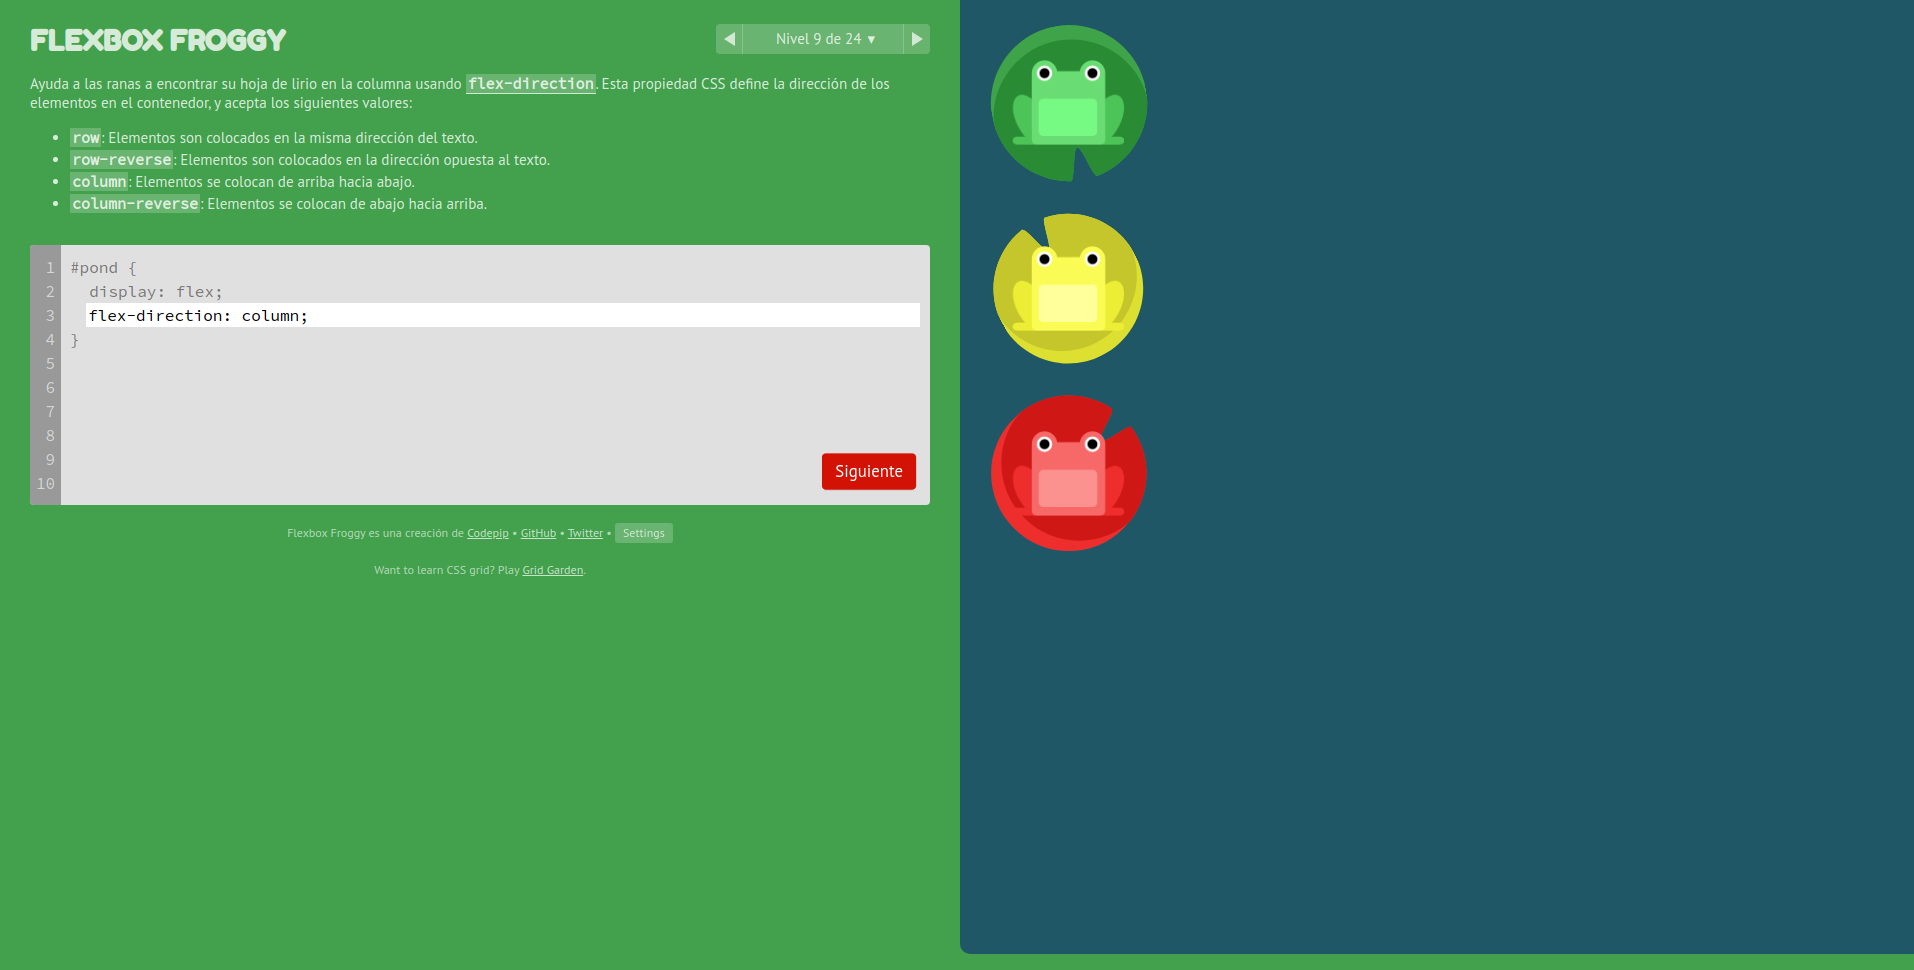 FLEXBOX FROGGY
◀ Nivel 9 de 24 ▾ ▶
Ayuda a las ranas a encontrar su hoja de lirio en la columna usando flex-direction. Esta propiedad CSS define la dirección de los
elementos en el contenedor, y acepta los siguientes valores:
• row: Elementos son colocados en la misma dirección del texto.
• row-reverse: Elementos son colocados en la dirección opuesta al texto.
• column: Elementos se colocan de arriba hacia abajo.
• column-reverse: Elementos se colocan de abajo hacia arriba.
1 #pond {
2 display: flex;
3 flex-direction: column;
4 }
5
6
7
8
9
10
Siguiente
Flexbox Froggy es una creación de Codepip • GitHub • Twitter • Settings
Want to learn CSS grid? Play Grid Garden.